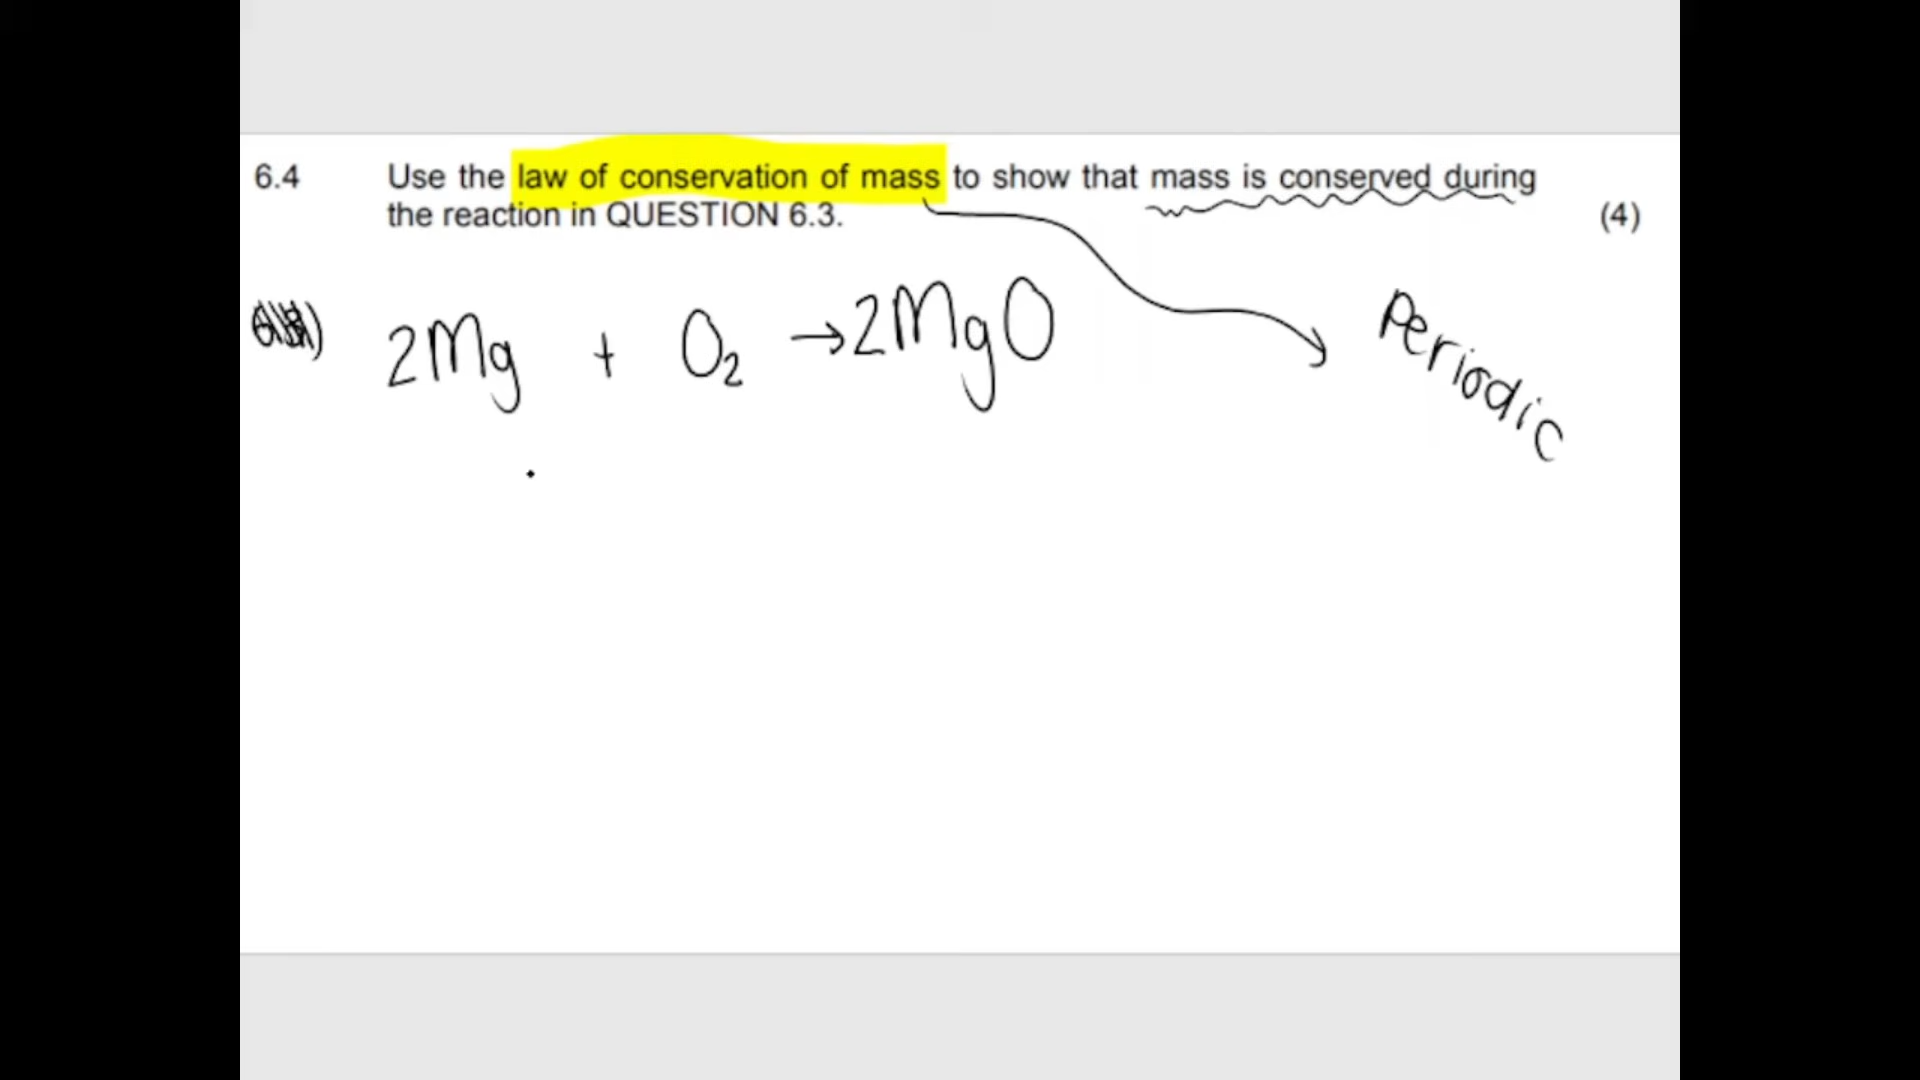 6.4 Use the law of conservation of mass to show that mass is conserved during
the reaction in QUESTION 6.3. (4)
2Mg + O₂ →2MgO
Periodic